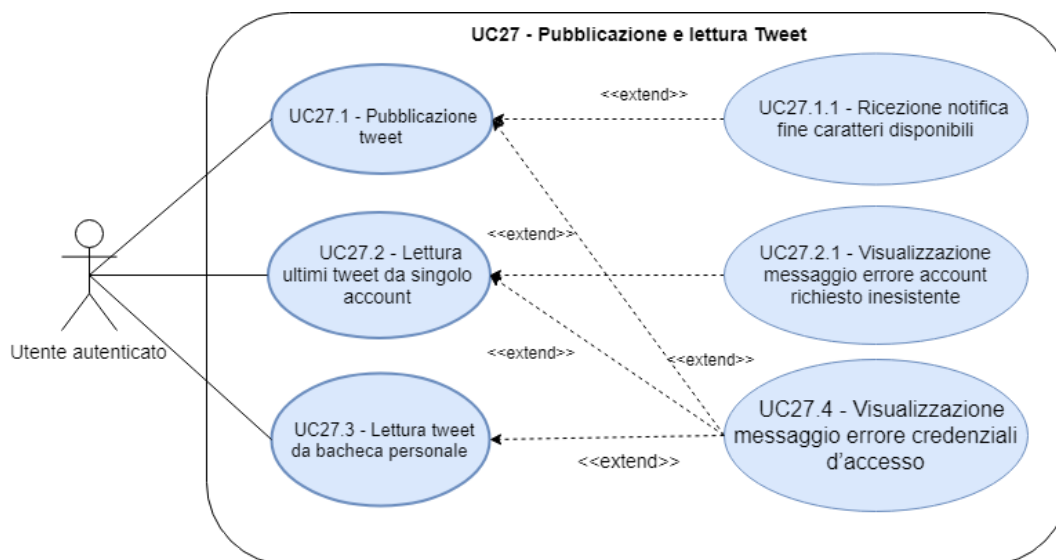 UC27 - Pubblicazione e lettura Tweet
UC27.1 - Pubblicazione
tweet
<<extend>>
UC27.1.1 - Ricezione notifica
fine caratteri disponibili
UC27.2 - Lettura
ultimi tweet da singolo
account
<<extend>>
UC27.2.1 - Visualizzazione
messaggio errore account
richiesto inesistente
Utente autenticato
<<extend>>
<<extend>>
UC27.3 - Lettura tweet
da bacheca personale
<<extend>>
UC27.4 - Visualizzazione
messaggio errore credenziali
d'accesso